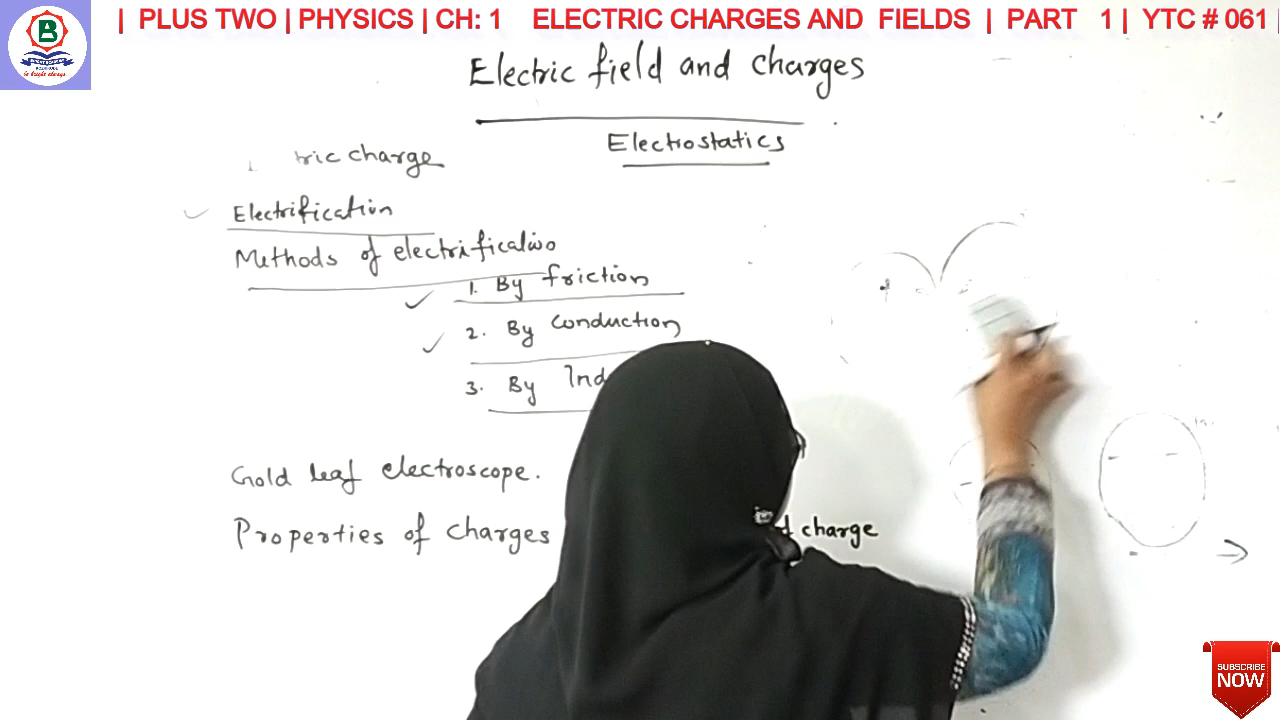 | PLUS TWO | PHYSICS | CH: 1 ELECTRIC CHARGES AND FIELDS | PART 1 | YTC # 061 |
B
Electric field and charges
Electrostatics
ric charge
Electrification
Methods of electrificatio
1. By friction
2. By Conduction
3. By Ind
Gold leaf electroscope.
Properties of charges
charge
SUBSCRIBE
NOW